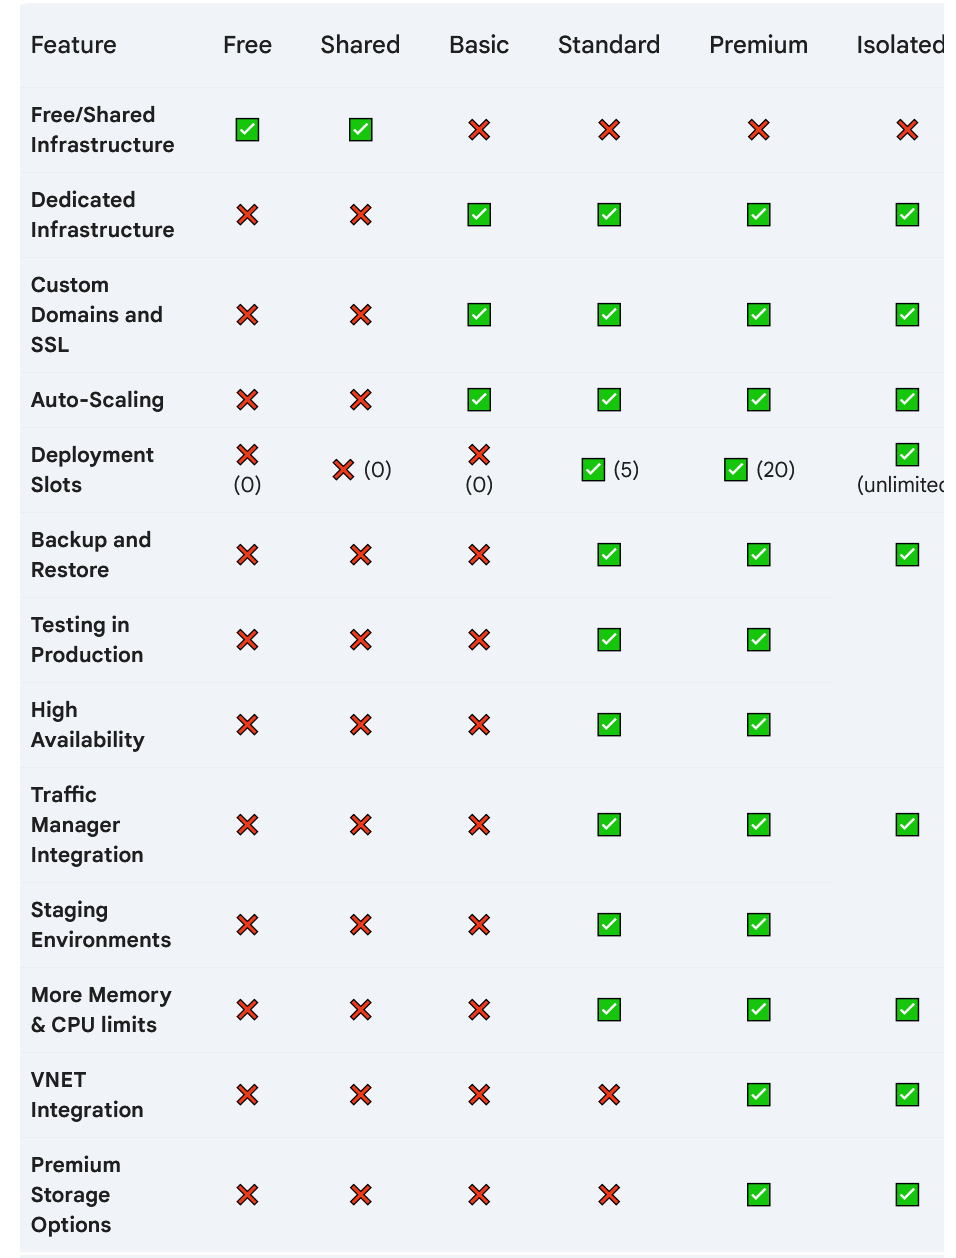 Feature Free Shared Basic Standard Premium Isolated
Free/Shared
Infrastructure ✅ ✅ ❌ ❌ ❌ ❌
Dedicated
Infrastructure ❌ ❌ ✅ ✅ ✅ ✅
Custom
Domains and
SSL ❌ ❌ ✅ ✅ ✅ ✅
Auto-Scaling ❌ ❌ ✅ ✅ ✅ ✅
Deployment ❌ ❌ (0) ❌ ✅ (5) ✅ (20) ✅
Slots (0) (0) (unlimited
Backup and
Restore ❌ ❌ ❌ ✅ ✅ ✅
Testing in
Production ❌ ❌ ❌ ✅ ✅
High
Availability ❌ ❌ ❌ ✅ ✅
Traffic
Manager
Integration ❌ ❌ ❌ ✅ ✅ ✅
Staging
Environments ❌ ❌ ❌ ✅ ✅
More Memory
& CPU limits ❌ ❌ ❌ ✅ ✅ ✅
VNET
Integration ❌ ❌ ❌ ❌ ✅ ✅
Premium
Storage
Options ❌ ❌ ❌ ❌ ✅ ✅